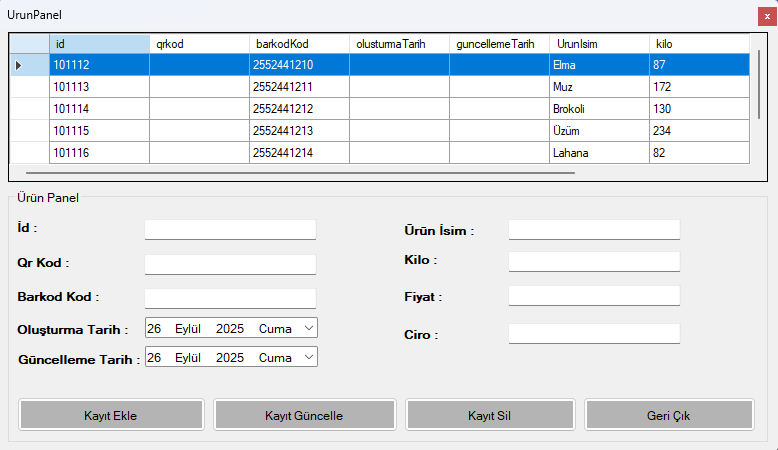 UrunPanel
id qrkod barkodKod olusturmaTarih guncellemeTarih UrunIsim kilo
101112 2552441210 Elma 87
101113 2552441211 Muz 172
101114 2552441212 Brokoli 130
101115 2552441213 Üzüm 234
101116 2552441214 Lahana 82
Ürün Panel
İd :
Ürün İsim :
Qr Kod :
Kilo :
Barkod Kod :
Fiyat :
Oluşturma Tarih : 26 Eylül 2025 Cuma
Ciro :
Güncelleme Tarih : 26 Eylül 2025 Cuma
Kayıt Ekle Kayıt Güncelle Kayıt Sil Geri Çık